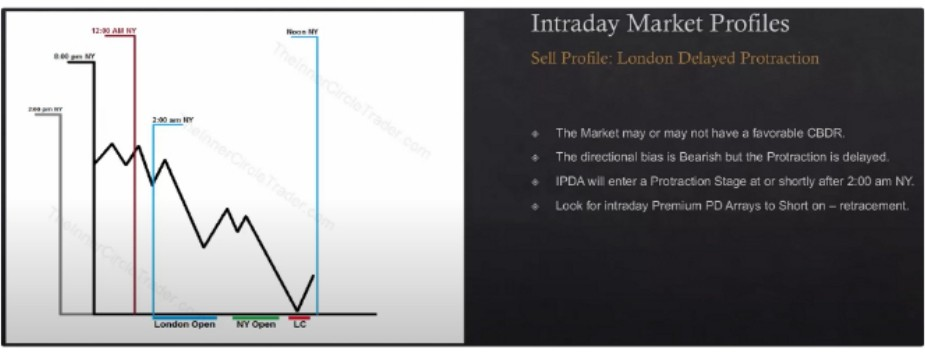 12:00 AM NY
Noon NY
8:00 pm NY
2:00 pm NY
2:00 am NY
London Open
NY Open
LC
TheInnerCircleTrader.com
TheInnerCircleTrader.com
Intraday Market Profiles
Sell Profile: London Delayed Protraction
The Market may or may not have a favorable CBDR.
The directional bias is Bearish but the Protraction is delayed.
IPDA will enter a Protraction Stage at or shortly after 2:00 am NY.
Look for intraday Premium PD Arrays to Short on – retracement.